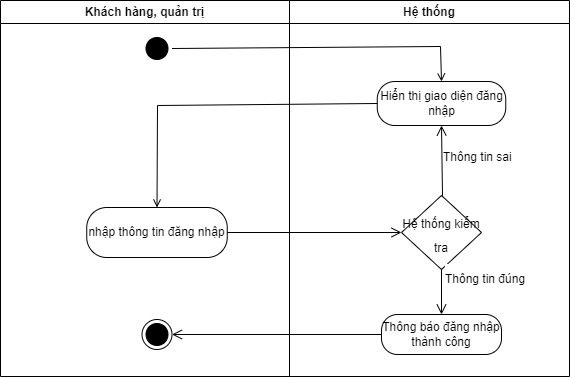 Khách hàng, quản trị
Hệ thống
Hiển thị giao diện đăng
nhập
Thông tin sai
nhập thông tin đăng nhập
Hệ thống kiểm
tra
Thông tin đúng
Thông báo đăng nhập
thành công